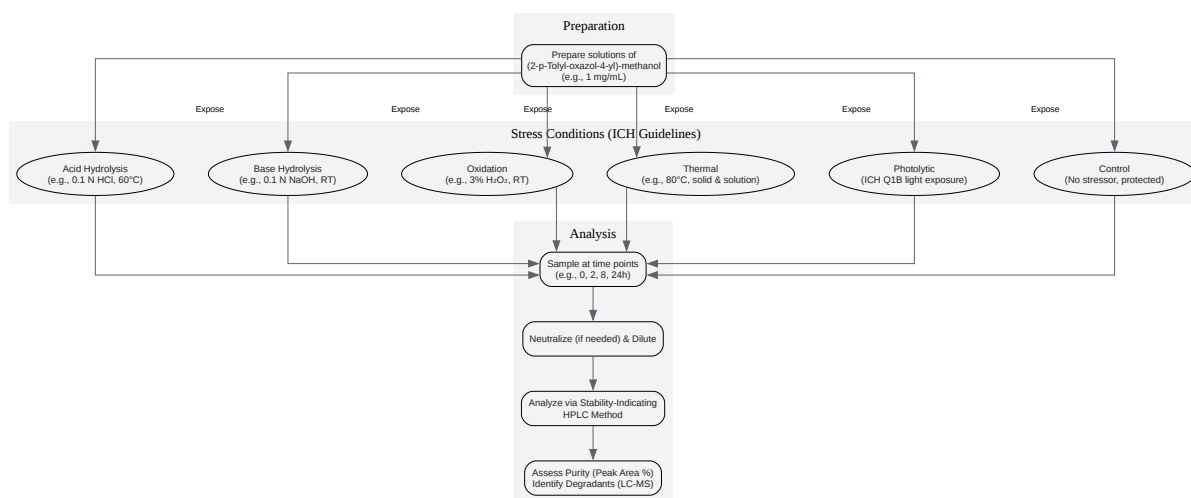 Preparation
Prepare solutions of
(2-p-Tolyl-oxazol-4-yl)-methanol
(e.g., 1 mg/mL)
Expose
Expose
Expose
Expose
Expose
Expose
Stress Conditions (ICH Guidelines)
Acid Hydrolysis
(e.g., 0.1 N HCl, 60°C)
Base Hydrolysis
(e.g., 0.1 N NaOH, RT)
Oxidation
(e.g., 3% H₂O₂, RT)
Thermal
(e.g., 80°C, solid & solution)
Photolytic
(ICH Q1B light exposure)
Control
(No stressor, protected)
Analysis
Sample at time points
(e.g., 0, 2, 8, 24h)
Neutralize (if needed) & Dilute
Analyze via Stability-Indicating
HPLC Method
Assess Purity (Peak Area %)
Identify Degradants (LC-MS)